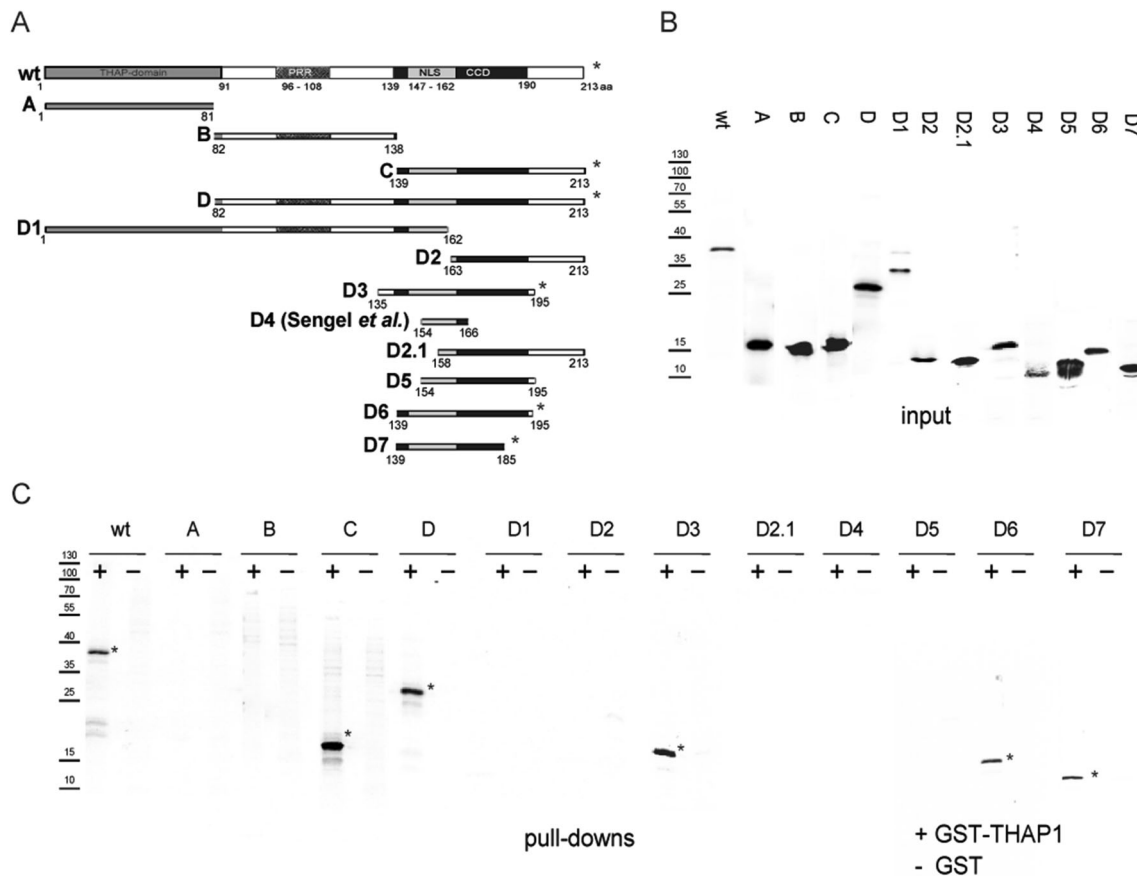 A
wt
THAP-domain
PRR
NLS
CCD
*
1
91
96 - 108
139
147 - 162
190
213 aa
A
1
81
B
82
138
C
139
213
*
D
82
213
*
D1
1
162
D2
163
213
D3
135
195
*
D4 (Sengel et al.)
154
166
D2.1
158
213
D5
154
195
D6
139
195
*
D7
139
185
*
B
wt A B C D D1 D2 D2.1 D3 D4 D5 D6 D7
130
100
70
55
40
35
25
15
10
input
C
wt A B C D D1 D2 D3 D2.1 D4 D5 D6 D7
+ − + − + − + − + − + − + − + − + − + − + − + − + −
130
100
70
55
40
35
25
15
10
*
*
*
*
*
*
pull-downs
+ GST-THAP1
- GST